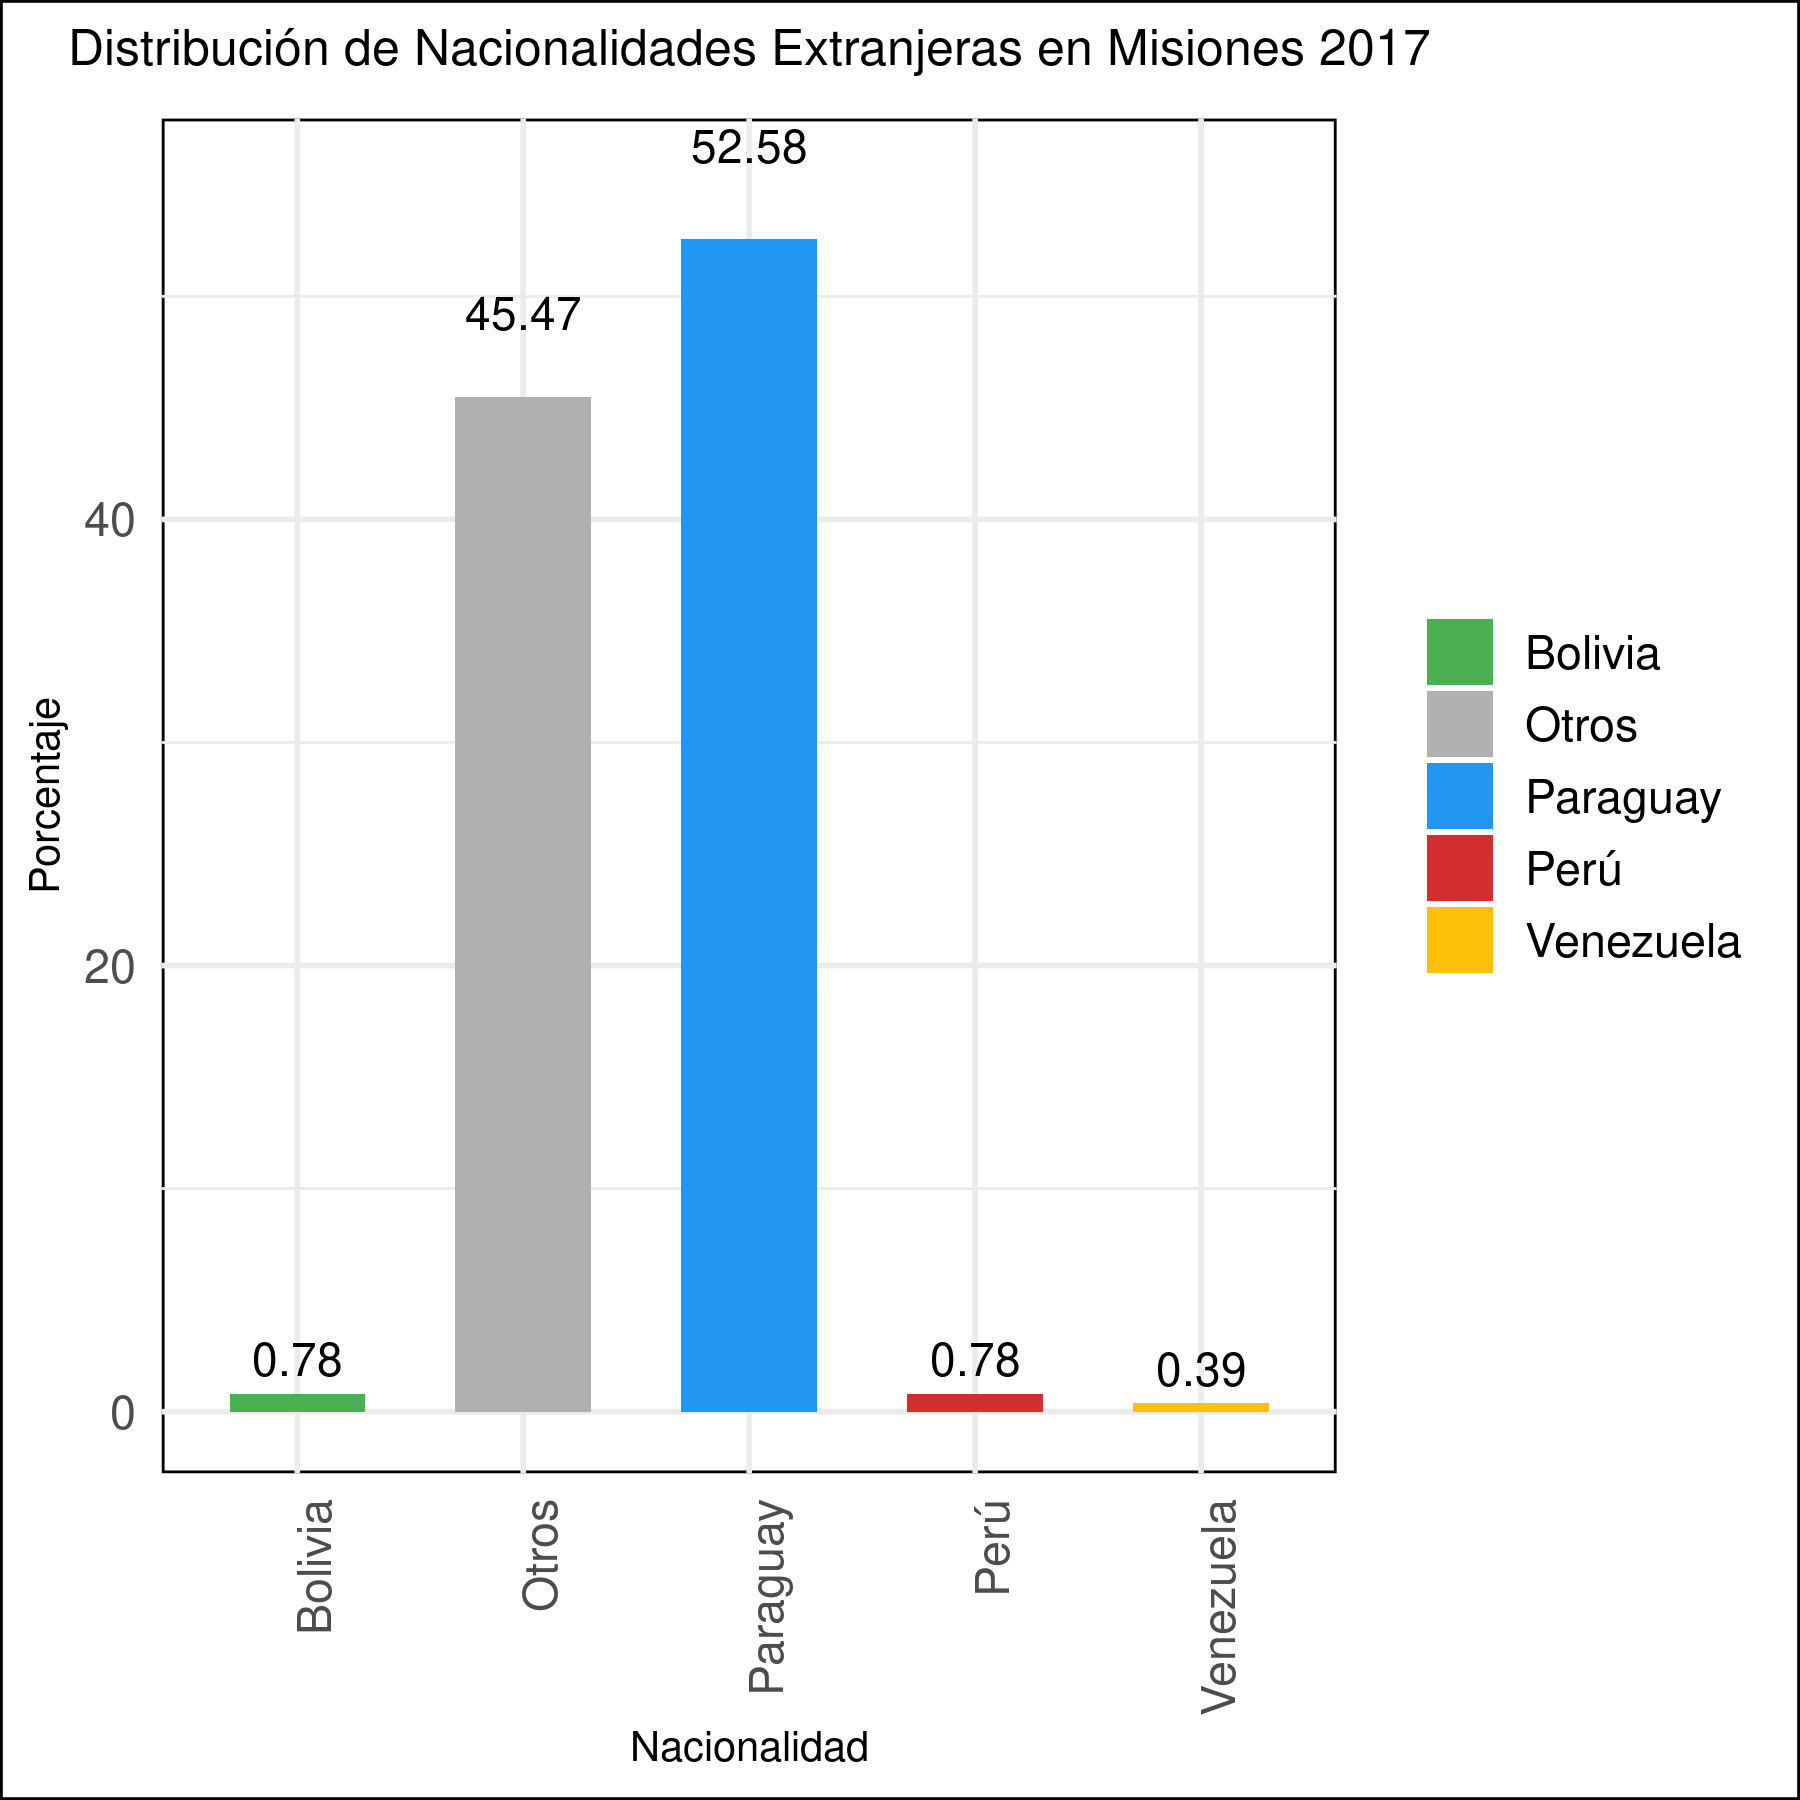 Distribución de Nacionalidades Extranjeras en Misiones 2017
52.58
45.47
40
20
0
0.78
0.78
0.39
Porcentaje
Bolivia
Otros
Paraguay
Perú
Venezuela
Nacionalidad
Bolivia
Otros
Paraguay
Perú
Venezuela